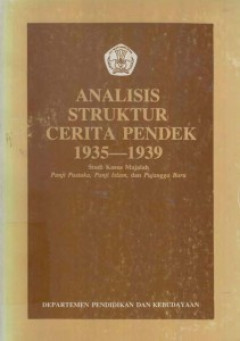 ANALISIS
STRUKTUR
CERITA PENDEK
1935—1939
Studi Kasus Majalah
Panji Pustaka, Panji Islam, dan Pujangga Baru
DEPARTEMEN PENDIDIKAN DAN KEBUDAYAAN